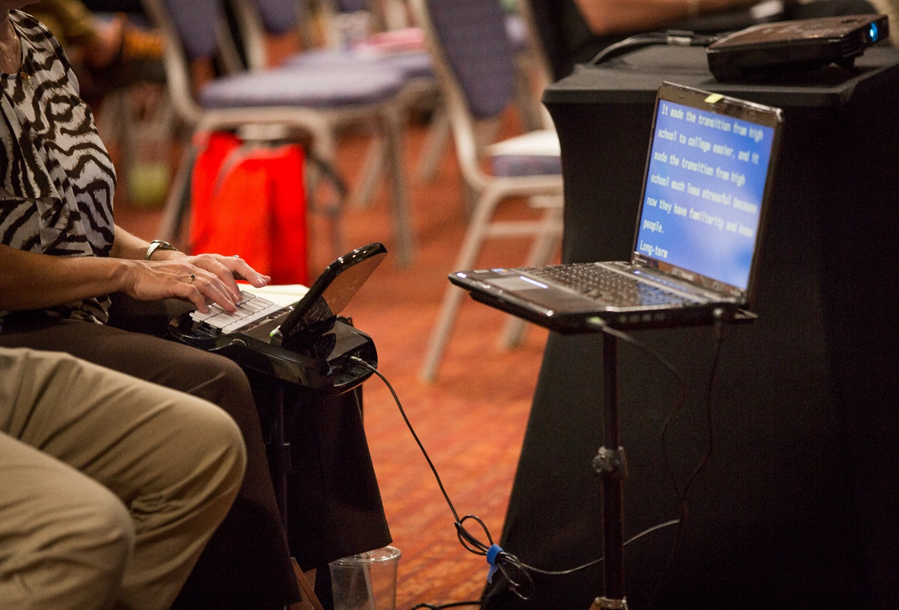 It made the transition from high
school to college easier, and it
made the transition from high
school much less stressful because
now they have familiarity and know
people.
Long-term